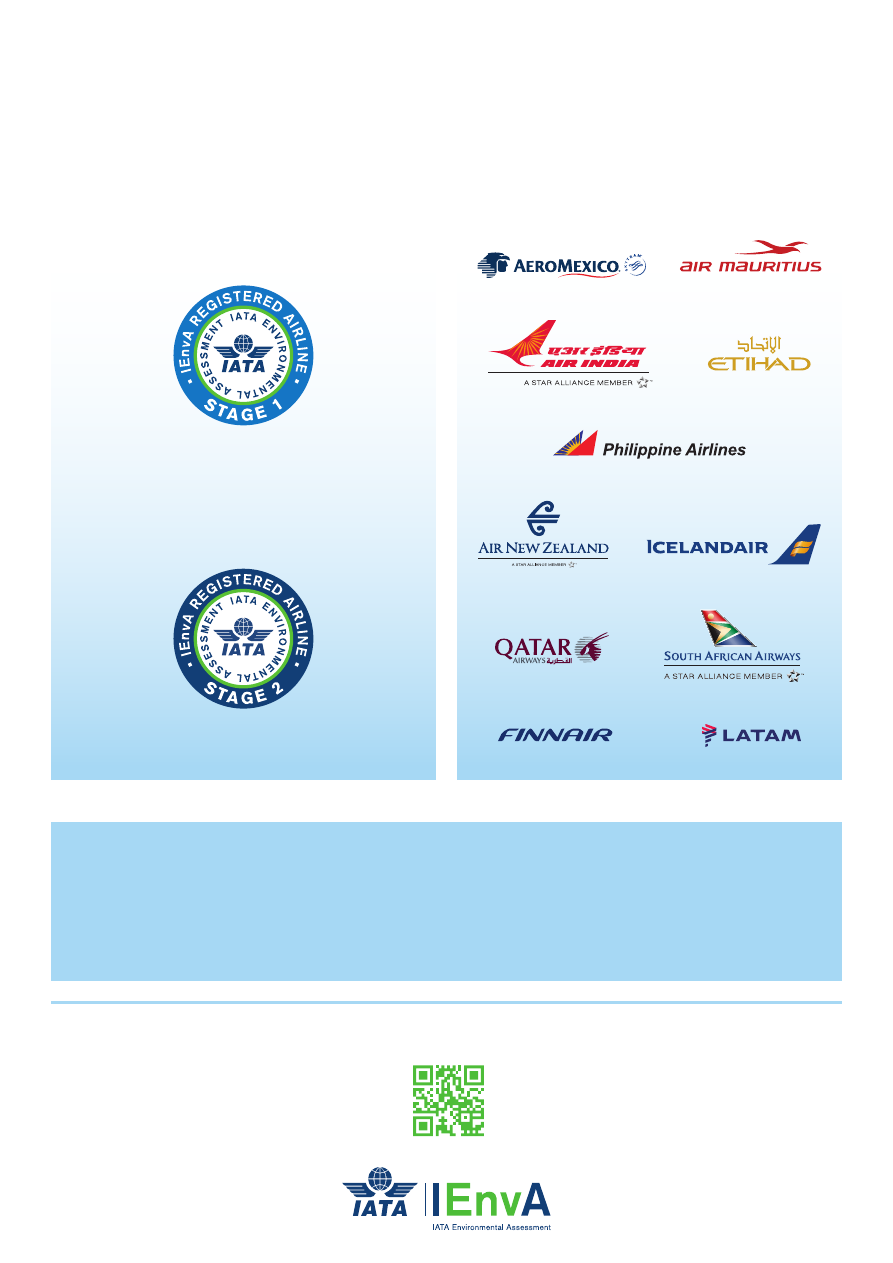 IEnvA REGISTERED AIRLINE
IATA ENVIRONMENTAL ASSESSMENT
IATA
STAGE 1
IEnvA REGISTERED AIRLINE
IATA ENVIRONMENTAL ASSESSMENT
IATA
STAGE 2
AEROMEXICO
SKYTEAM
AIR MAURITIUS
एअर इंडिया
AIR INDIA
A STAR ALLIANCE MEMBER
الإتحاد
ETIHAD
Philippine Airlines
AIR NEW ZEALAND
A STAR ALLIANCE MEMBER
ICELANDAIR
QATAR
AIRWAYS القطرية
SOUTH AFRICAN AIRWAYS
A STAR ALLIANCE MEMBER
FINNAIR
LATAM
IATA
IEnvA
IATA Environmental Assessment